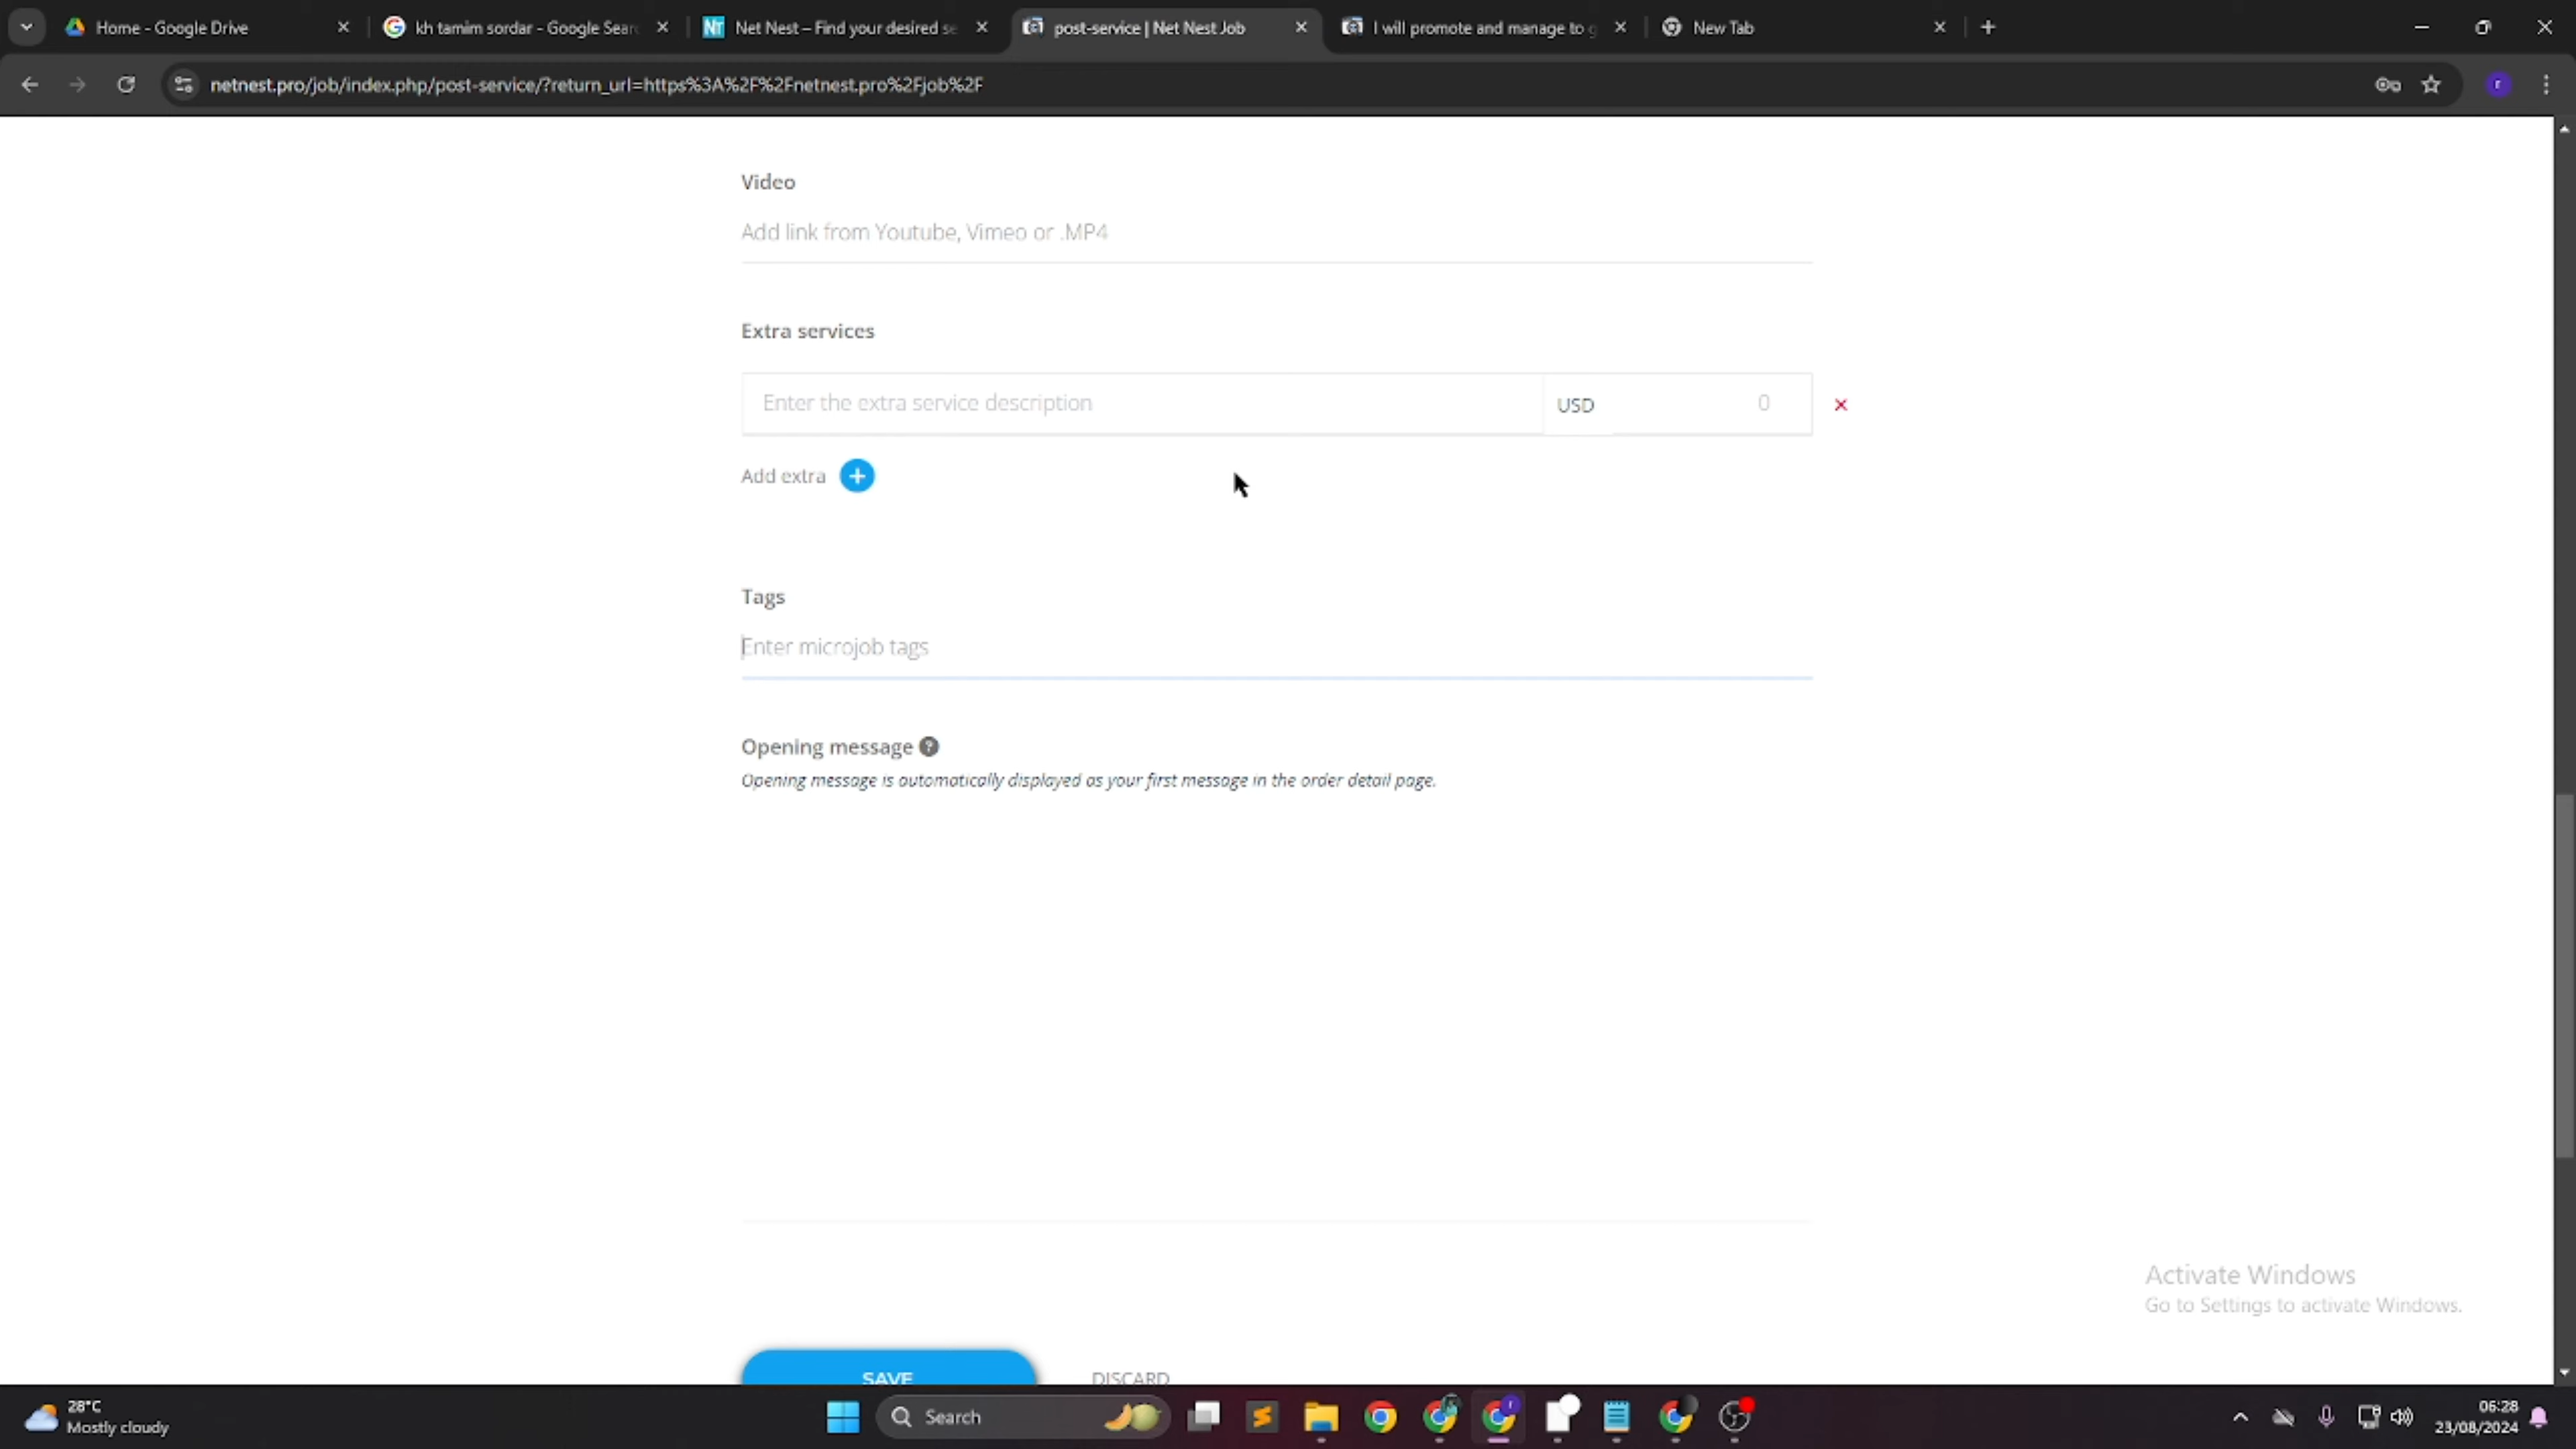 Home - Google Drive
kh tamim sordar - Google Sear
Net Nest – Find your desired se
post-service | Net Nest Job
I will promote and manage to g
New Tab
netnest.pro/job/index.php/post-service/?return_url=https%3A%2F%2Fnetnest.pro%2Fjob%2F
r
Video
Add link from Youtube, Vimeo or .MP4
Extra services
Enter the extra service description
USD
0
Add extra
Tags
Enter microjob tags
Opening message
Opening message is automatically displayed as your first message in the order detail page.
Activate Windows
Go to Settings to activate Windows.
SAVE
DISCARD
28°C
Mostly cloudy
Search
06:28
23/08/2024